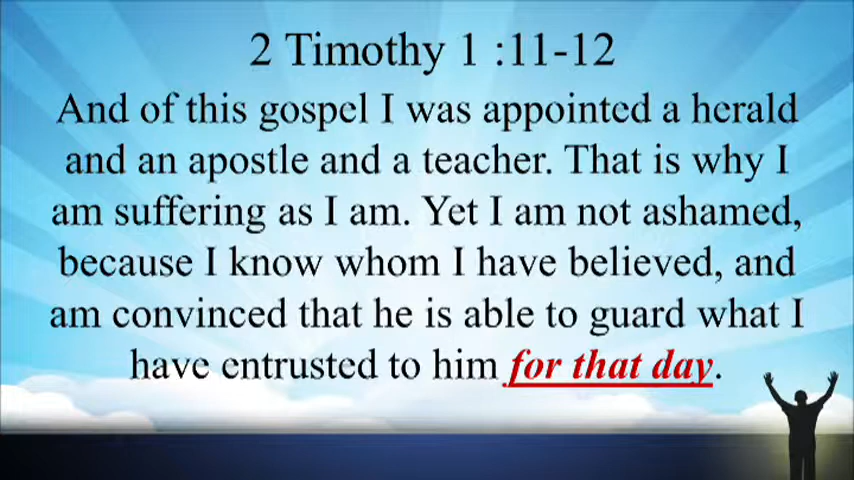 2 Timothy 1 :11-12
And of this gospel I was appointed a herald
and an apostle and a teacher. That is why I
am suffering as I am. Yet I am not ashamed,
because I know whom I have believed, and
am convinced that he is able to guard what I
have entrusted to him for that day.